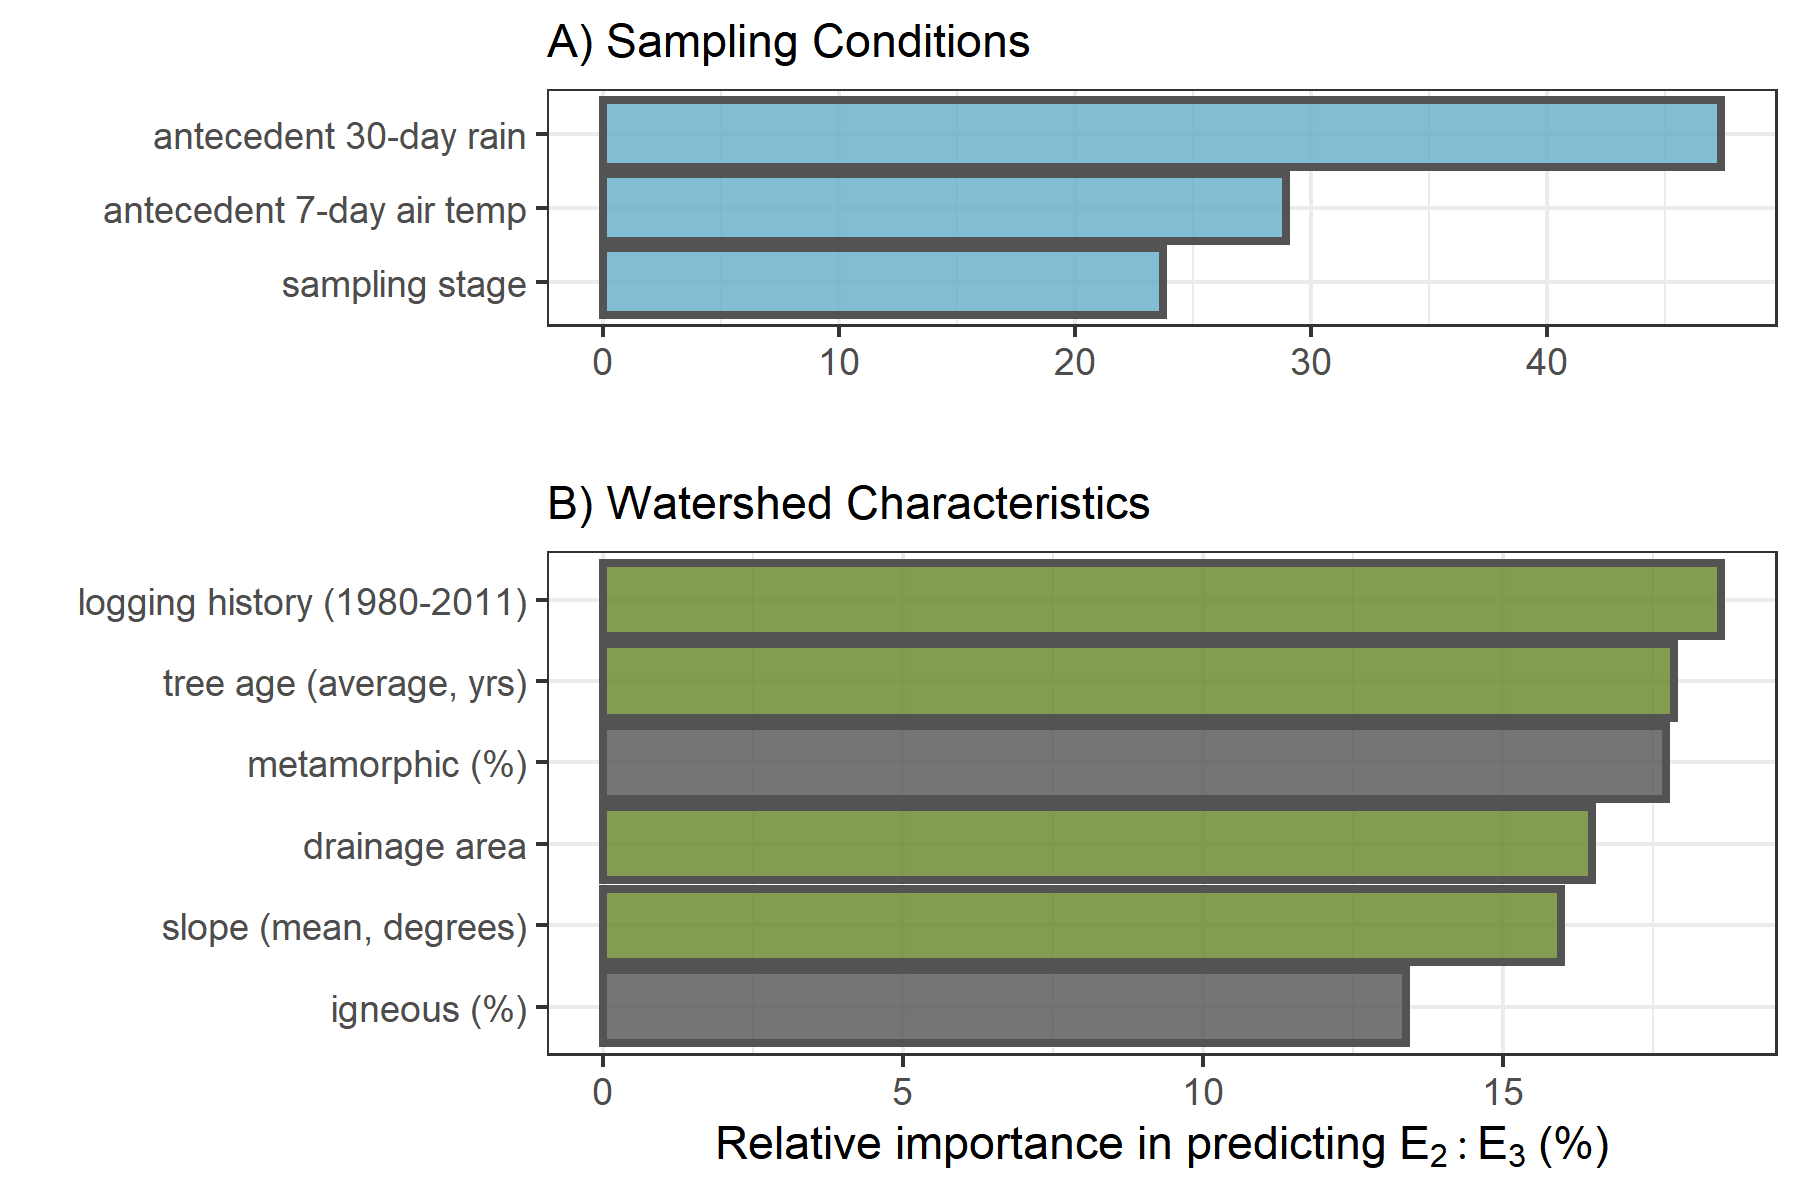 A) Sampling Conditions
antecedent 30-day rain
antecedent 7-day air temp
sampling stage
0 10 20 30 40
B) Watershed Characteristics
logging history (1980-2011)
tree age (average, yrs)
metamorphic (%)
drainage area
slope (mean, degrees)
igneous (%)
0 5 10 15
Relative importance in predicting E₂ : E₃ (%)